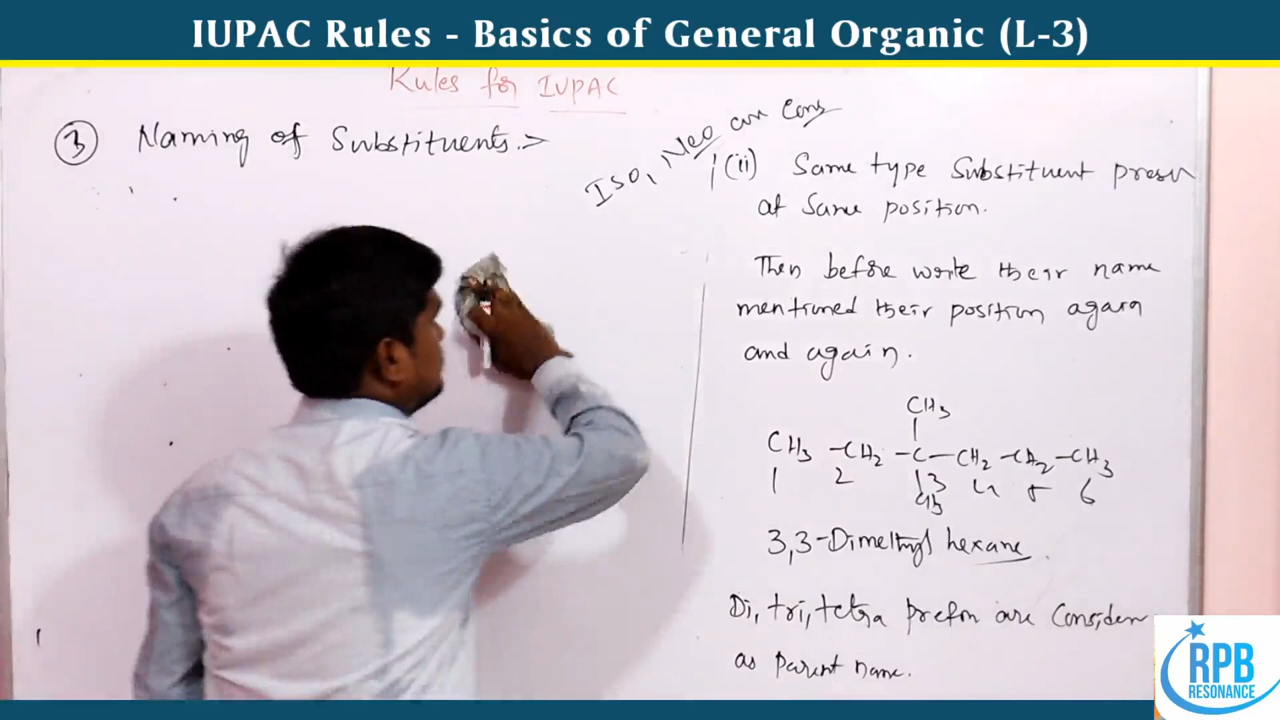 IUPAC Rules - Basics of General Organic (L-3)
Rules for IUPAC
③ Naming of Substituents :->
Iso, Neo are Cons
(ii) Same type Substituent presen
at Same position.
Then before write their name
mentioned their position again
and again.
CH3
|
CH3 -CH2 -C-CH2-CH2-CH3
1 2 |3 4 5 6
CH3
3,3-Dimethyl hexane.
Di, tri, tetra prefix are Consider
as Parent name.
RPB
RESONANCE